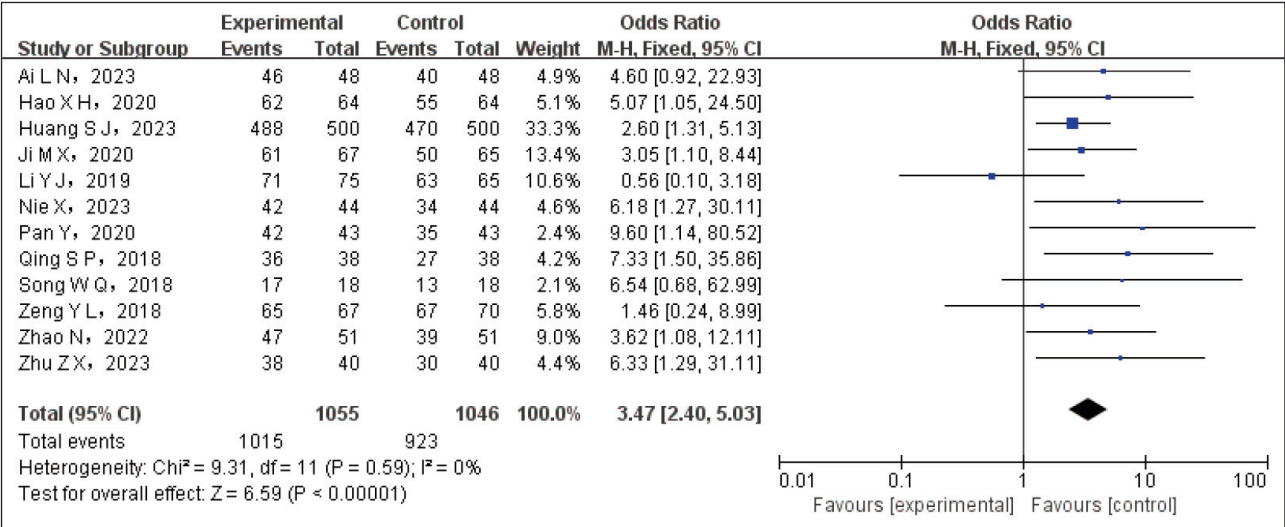 Experimental Control Odds Ratio Odds Ratio
Study or Subgroup Events Total Events Total Weight M-H, Fixed, 95% CI M-H, Fixed, 95% CI
Ai L N，2023 46 48 40 48 4.9% 4.60 [0.92, 22.93]
Hao X H，2020 62 64 55 64 5.1% 5.07 [1.05, 24.50]
Huang S J，2023 488 500 470 500 33.3% 2.60 [1.31, 5.13]
Ji M X，2020 61 67 50 65 13.4% 3.05 [1.10, 8.44]
Li Y J，2019 71 75 63 65 10.6% 0.56 [0.10, 3.18]
Nie X，2023 42 44 34 44 4.6% 6.18 [1.27, 30.11]
Pan Y，2020 42 43 35 43 2.4% 9.60 [1.14, 80.52]
Qing S P，2018 36 38 27 38 4.3% 7.33 [1.50, 35.86]
Song W Q，2018 17 18 13 18 2.1% 6.54 [0.68, 62.99]
Zeng Y L，2018 65 67 67 70 5.8% 1.46 [0.24, 8.99]
Zhao N，2022 47 51 39 51 9.0% 3.62 [1.08, 12.11]
Zhu Z X，2023 38 40 30 40 4.4% 6.33 [1.29, 31.11]
Total (95% CI) 1055 1046 100.0% 3.47 [2.40, 5.03]
Total events 1015 923
Heterogeneity: Chi² = 9.31, df = 11 (P = 0.59); I² = 0%
Test for overall effect: Z = 6.59 (P < 0.00001)
0.01 0.1 1 10 100
Favours [experimental] Favours [control]